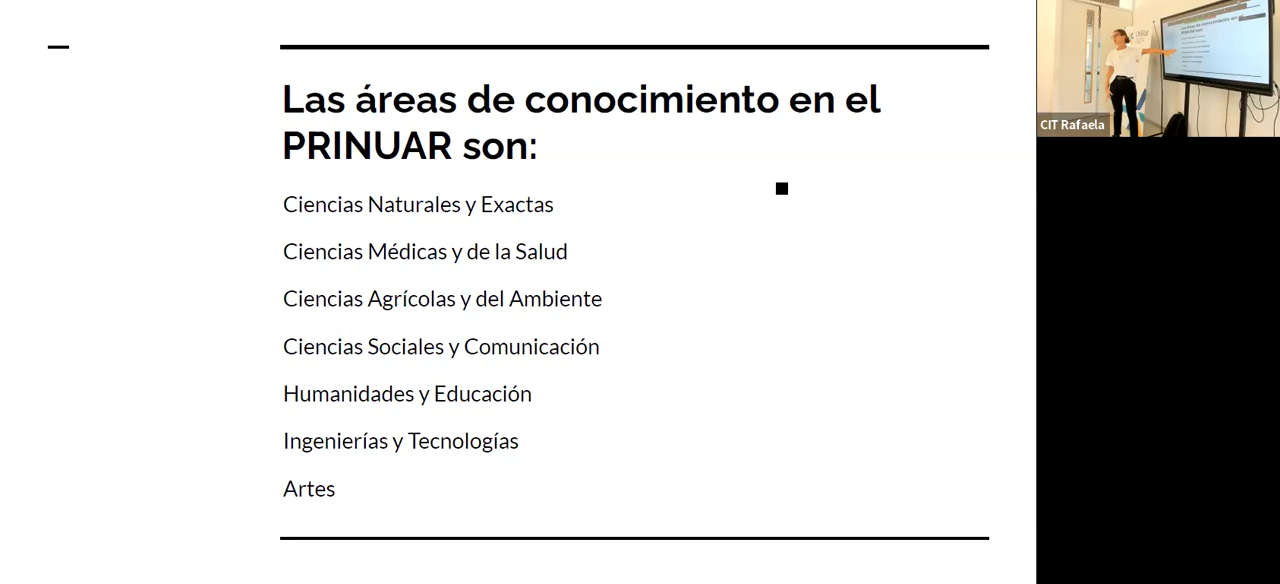 Las áreas de conocimiento en el
PRINUAR son:
Ciencias Naturales y Exactas
Ciencias Médicas y de la Salud
Ciencias Agrícolas y del Ambiente
Ciencias Sociales y Comunicación
Humanidades y Educación
Ingenierías y Tecnologías
Artes
CIT Rafaela